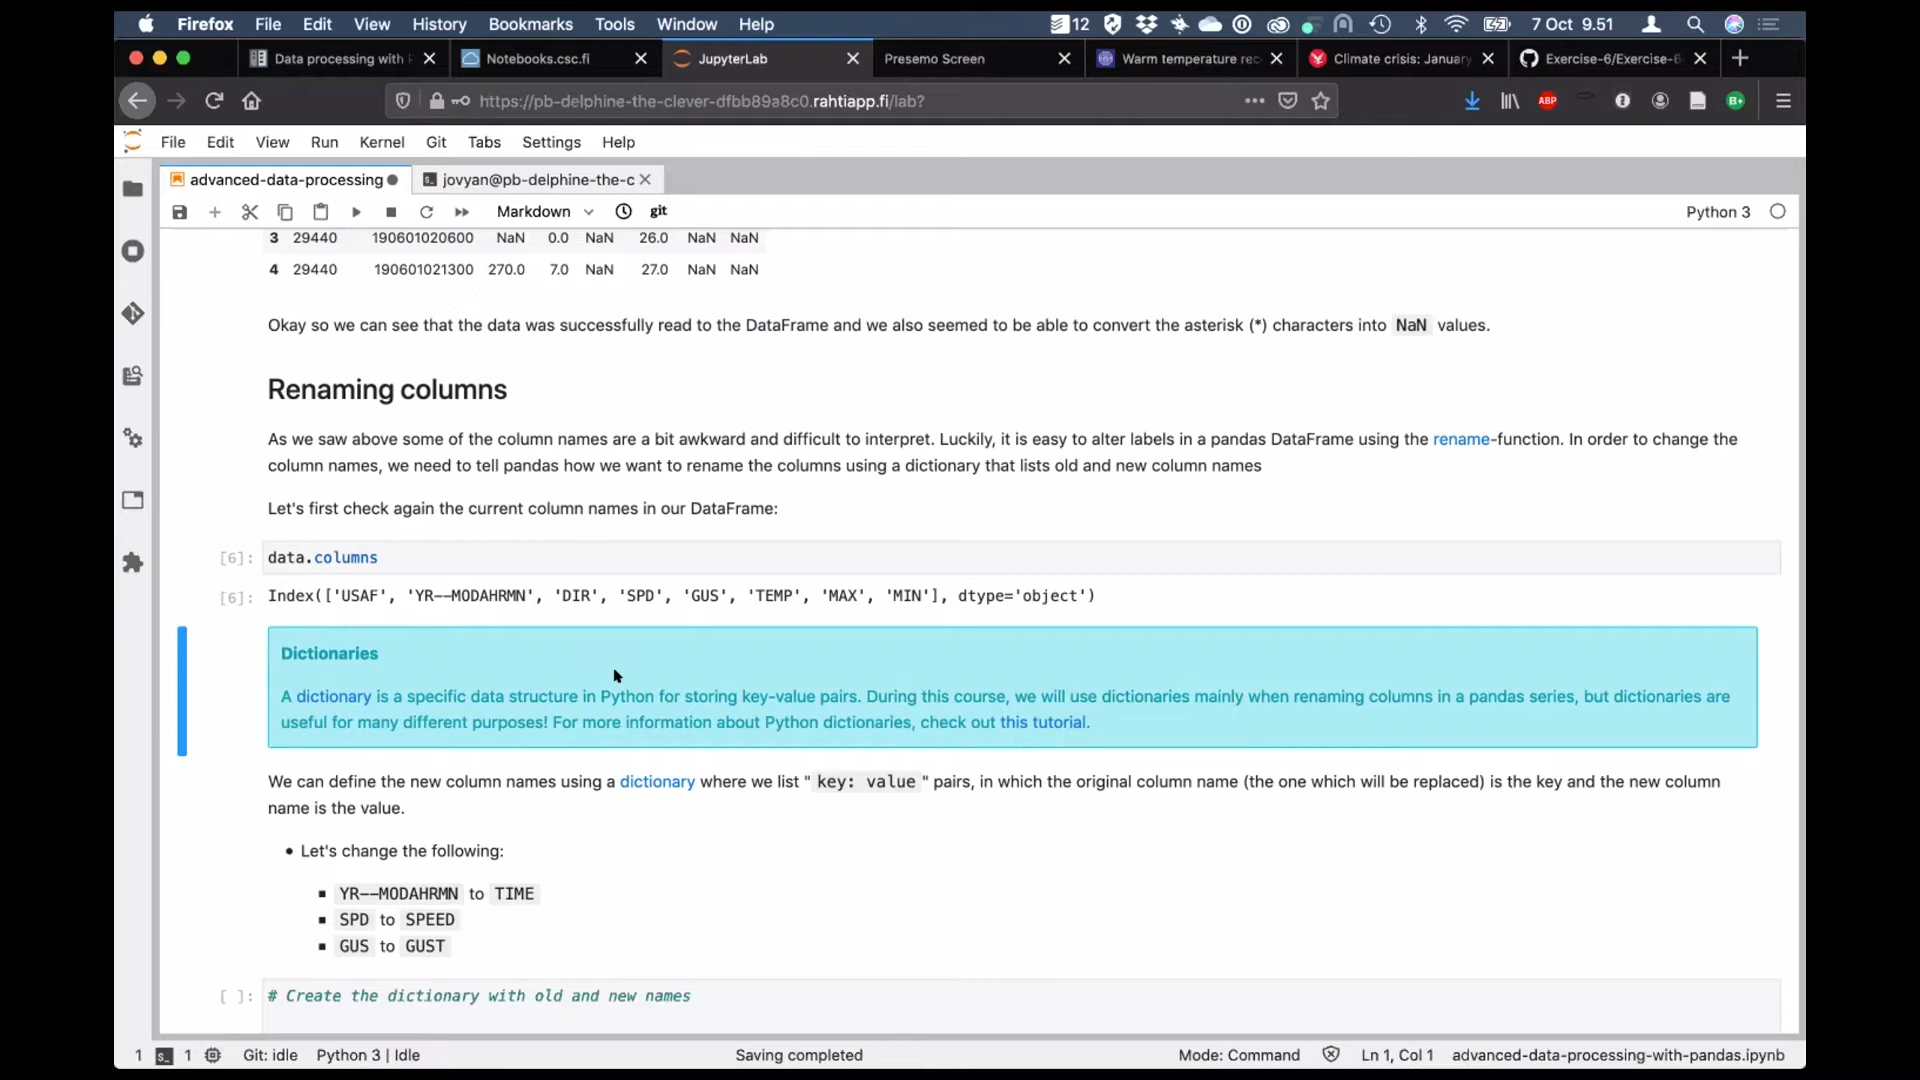 Firefox File Edit View History Bookmarks Tools Window Help 12 7 Oct 9.51
Data processing with Notebooks.csc.fi JupyterLab Presemo Screen Warm temperature rec Climate crisis: January Exercise-6/Exercise-6
https://pb-delphine-the-clever-dfbb89a8c0.rahtiapp.fi/lab? ABP B+
File Edit View Run Kernel Git Tabs Settings Help
advanced-data-processing jovyan@pb-delphine-the-c
Markdown git Python 3
3 29440 190601020600 NaN 0.0 NaN 26.0 NaN NaN
4 29440 190601021300 270.0 7.0 NaN 27.0 NaN NaN
Okay so we can see that the data was successfully read to the DataFrame and we also seemed to be able to convert the asterisk (*) characters into NaN values.
Renaming columns
As we saw above some of the column names are a bit awkward and difficult to interpret. Luckily, it is easy to alter labels in a pandas DataFrame using the rename-function. In order to change the
column names, we need to tell pandas how we want to rename the columns using a dictionary that lists old and new column names
Let's first check again the current column names in our DataFrame:
[6]: data.columns
[6]: Index(['USAF', 'YR--MODAHRMN', 'DIR', 'SPD', 'GUS', 'TEMP', 'MAX', 'MIN'], dtype='object')
Dictionaries
A dictionary is a specific data structure in Python for storing key-value pairs. During this course, we will use dictionaries mainly when renaming columns in a pandas series, but dictionaries are
useful for many different purposes! For more information about Python dictionaries, check out this tutorial.
We can define the new column names using a dictionary where we list " key: value " pairs, in which the original column name (the one which will be replaced) is the key and the new column
name is the value.
• Let's change the following:
▪ YR--MODAHRMN to TIME
▪ SPD to SPEED
▪ GUS to GUST
[ ]: # Create the dictionary with old and new names
1 1 Git: idle Python 3 | Idle Saving completed Mode: Command Ln 1, Col 1 advanced-data-processing-with-pandas.ipynb